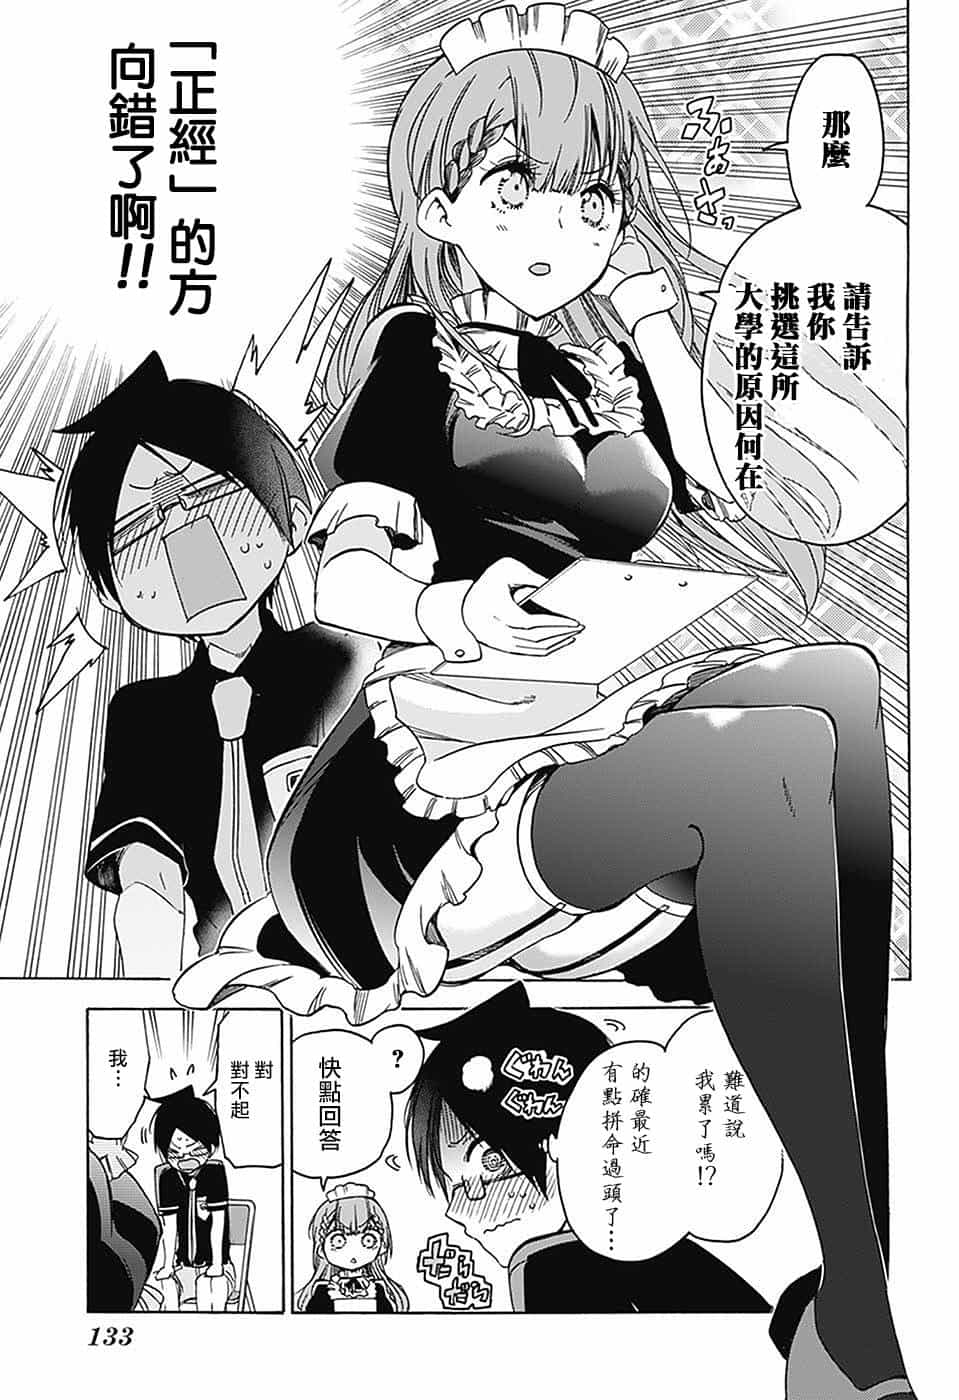 那麼
請告訴
我你
挑選這所
大學的原因何在
ふぁさっ
「正經」的方
向錯了啊!!
難道說
我累了嗎!?
的確最近
有點拼命過頭了…
ぐわん
ぐわん
だら
だら
?
快點回答
對
對不起
我…
133